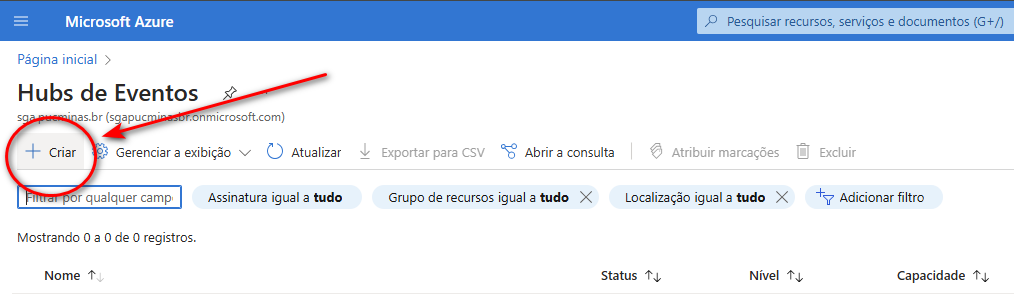 Microsoft Azure
Pesquisar recursos, serviços e documentos (G+/)
Página inicial
Hubs de Eventos
sga.pucminas.br (sgapucminasbr.onmicrosoft.com)
Criar Gerenciar a exibição Atualizar Exportar para CSV Abrir a consulta Atribuir marcações Excluir
Filtrar por qualquer campo Assinatura igual a tudo Grupo de recursos igual a tudo Localização igual a tudo Adicionar filtro
Mostrando 0 a 0 de 0 registros.
Nome Status Nível Capacidade